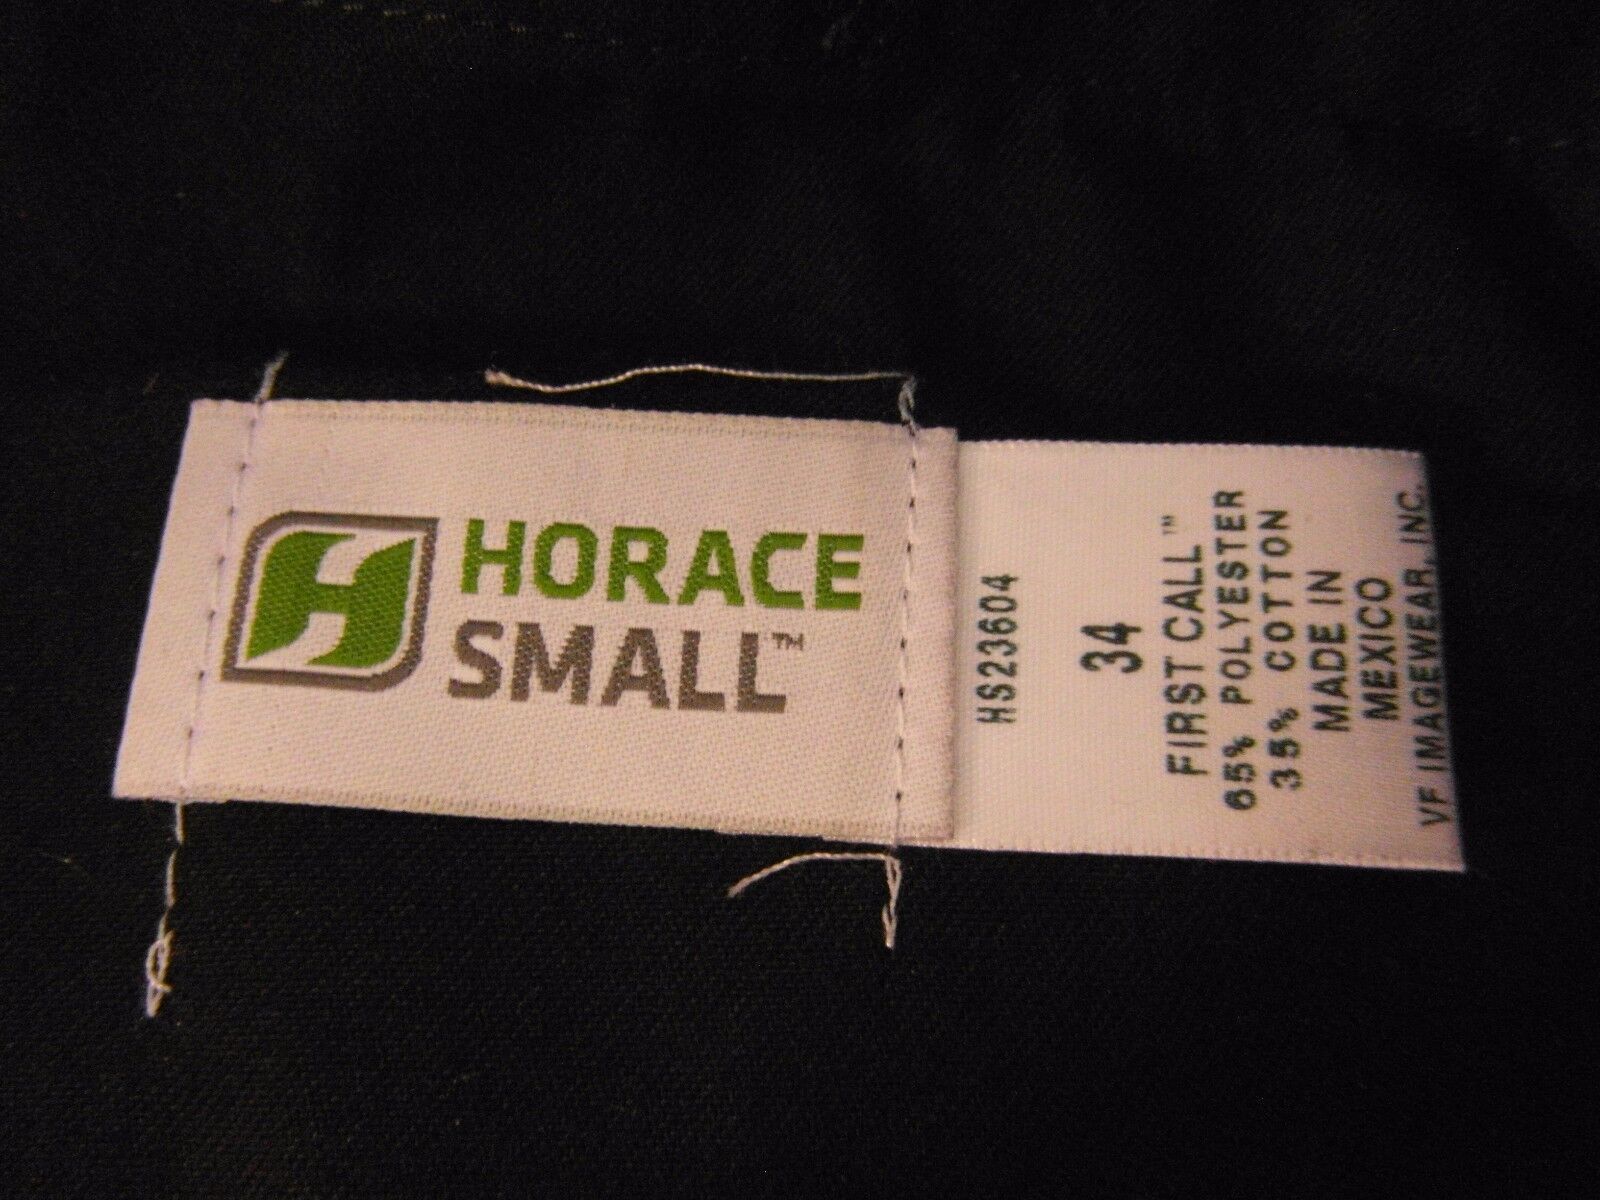 HORACE
SMALL™
HS23604
34
FIRST CALL™
65% POLYESTER
35% COTTON
MADE IN
MEXICO
VF IMAGEWEAR, INC.